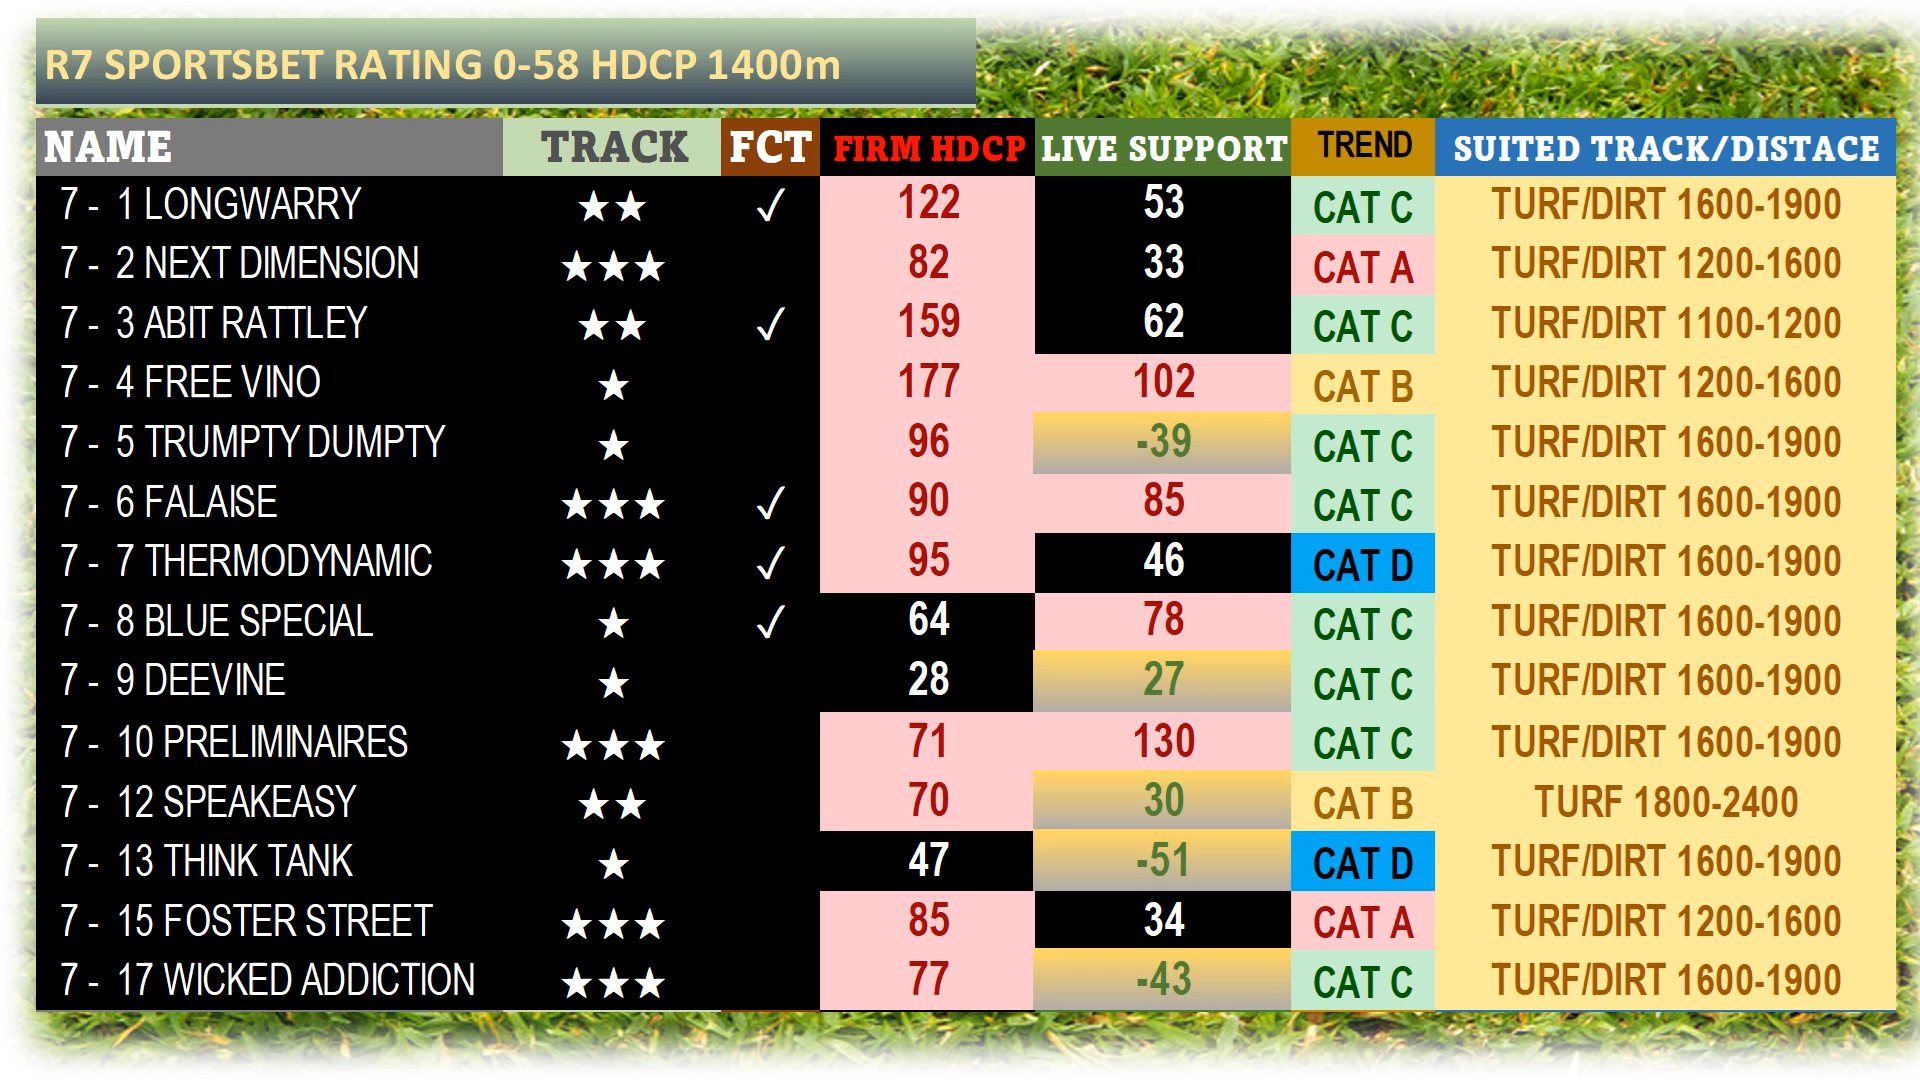 R7 SPORTSBET RATING 0-58 HDCP 1400m
NAME TRACK FCT FIRM HDCP LIVE SUPPORT TREND SUITED TRACK/DISTACE
7 - 1 LONGWARRY ★★ ✓ 122 53 CAT C TURF/DIRT 1600-1900
7 - 2 NEXT DIMENSION ★★★ 82 33 CAT A TURF/DIRT 1200-1600
7 - 3 ABIT RATTLEY ★★ ✓ 159 62 CAT C TURF/DIRT 1100-1200
7 - 4 FREE VINO ★ 177 102 CAT B TURF/DIRT 1200-1600
7 - 5 TRUMPTY DUMPTY ★ 96 -39 CAT C TURF/DIRT 1600-1900
7 - 6 FALAISE ★★★ ✓ 90 85 CAT C TURF/DIRT 1600-1900
7 - 7 THERMODYNAMIC ★★★ ✓ 95 46 CAT D TURF/DIRT 1600-1900
7 - 8 BLUE SPECIAL ★ ✓ 64 78 CAT C TURF/DIRT 1600-1900
7 - 9 DEEVINE ★ 28 27 CAT C TURF/DIRT 1600-1900
7 - 10 PRELIMINAIRES ★★★ 71 130 CAT C TURF/DIRT 1600-1900
7 - 12 SPEAKEASY ★★ 70 30 CAT B TURF 1800-2400
7 - 13 THINK TANK ★ 47 -51 CAT D TURF/DIRT 1600-1900
7 - 15 FOSTER STREET ★★★ 85 34 CAT A TURF/DIRT 1200-1600
7 - 17 WICKED ADDICTION ★★★ 77 -43 CAT C TURF/DIRT 1600-1900